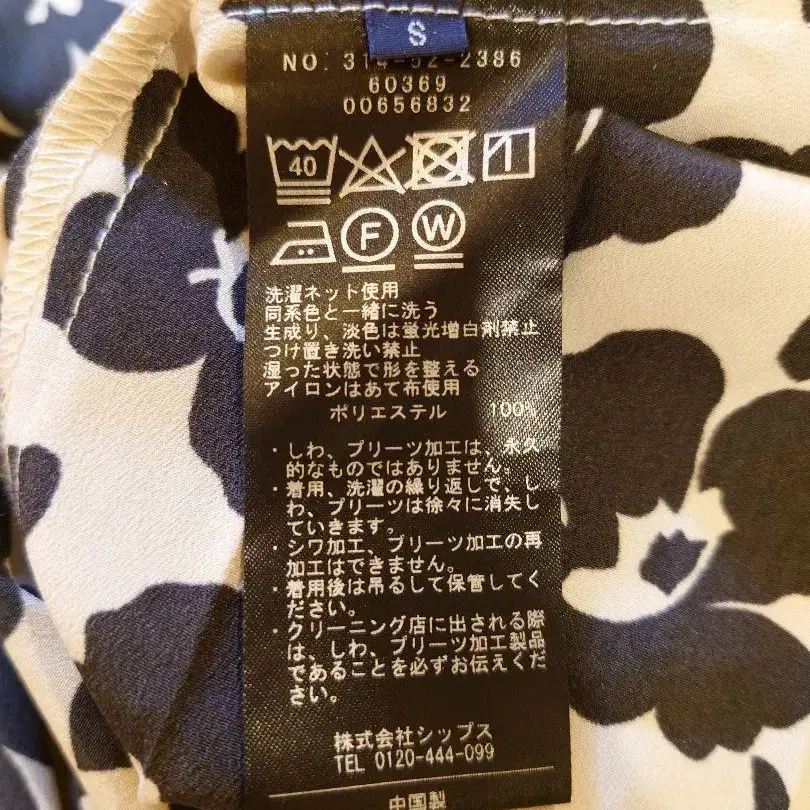 S
NO: 314-52-2386
60369
00656832
40
F
W
洗濯ネット使用
同系色と一緒に洗う
生成り、淡色は蛍光増白剤禁止
つけ置き洗い禁止
湿った状態で形を整える
アイロンはあて布使用
ポリエステル 100%
・しわ、プリーツ加工は、永久
的なものではありません。
・着用、洗濯の繰り返しで、し
わ、プリーツは徐々に消失し
ていきます。
・シワ加工、プリーツ加工の再
加工はできません。
・着用後は吊るして保管してく
ださい。
・クリーニング店に出される際
は、しわ、プリーツ加工製品
であることを必ずお伝えくだ
さい。
株式会社シップス
TEL 0120-444-099
中国製